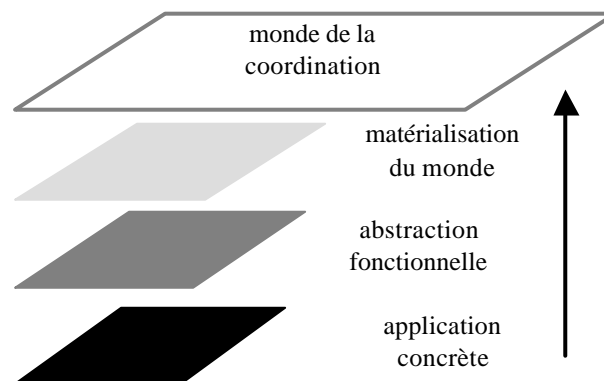 monde de la
coordination
matérialisation
du monde
abstraction
fonctionnelle
application
concrète